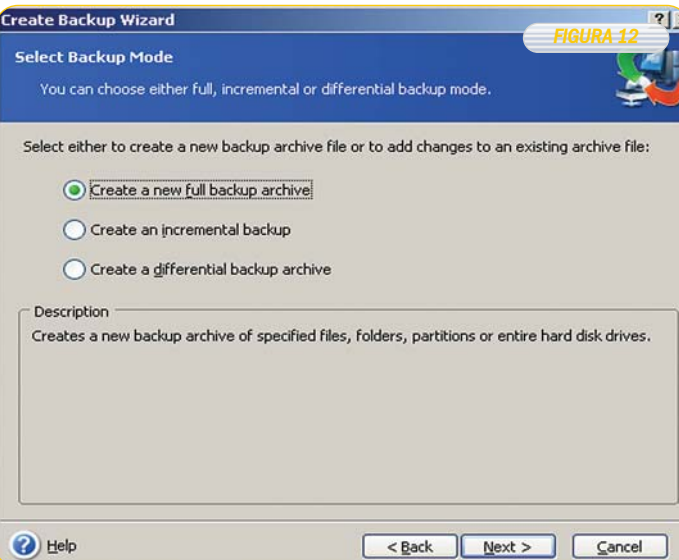 Create Backup Wizard
FIGURA 12
Select Backup Mode
You can choose either full, incremental or differential backup mode.
Select either to create a new backup archive file or to add changes to an existing archive file:
Create a new full backup archive
Create an incremental backup
Create a differential backup archive
Description
Creates a new backup archive of specified files, folders, partitions or entire hard disk drives.
Help
< Back
Next >
Cancel